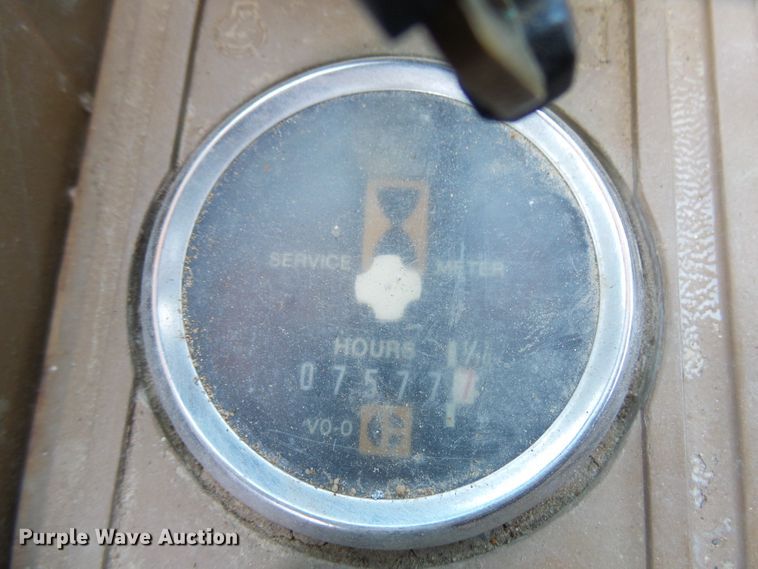 SERVICE METER
HOURS 1/10
07577
VO-0
Purple Wave Auction